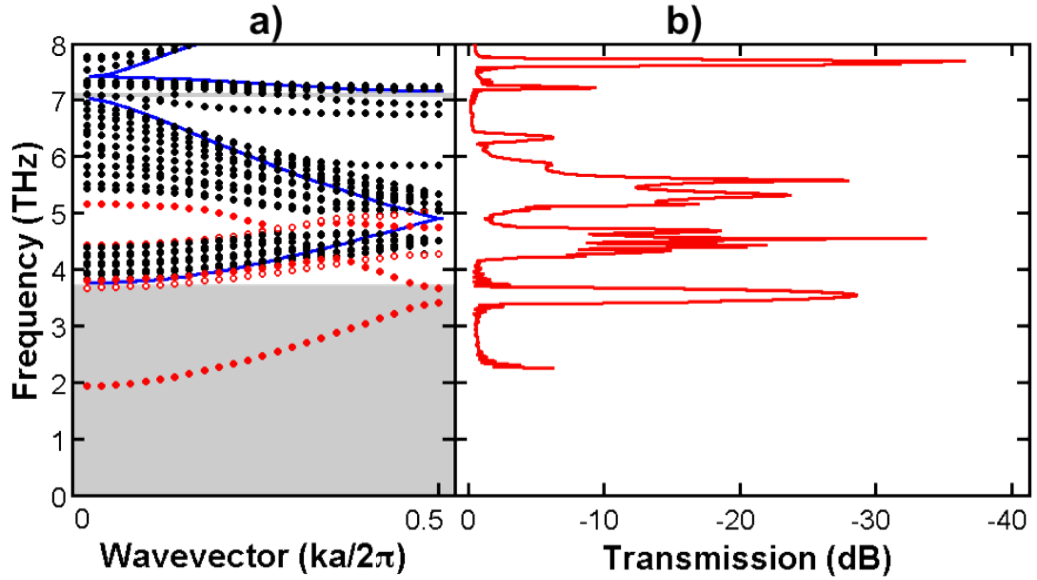 a) b)
8
7
6
5
4
3
2
1
0
Frequency (THz)
0 0.5
Wavevector (ka/2π)
0 -10 -20 -30 -40
Transmission (dB)